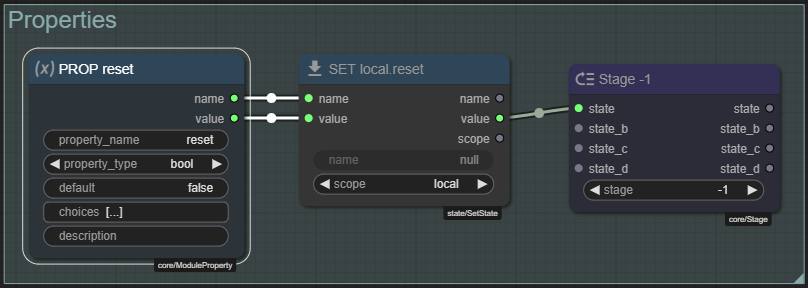 Properties
(x) PROP reset
name
value
property_name reset
property_type bool
default false
choices [...]
description
core/ModuleProperty
SET local.reset
name name
value value
scope
name null
scope local
state/SetState
Stage -1
state state
state_b state_b
state_c state_c
state_d state_d
stage -1
core/Stage